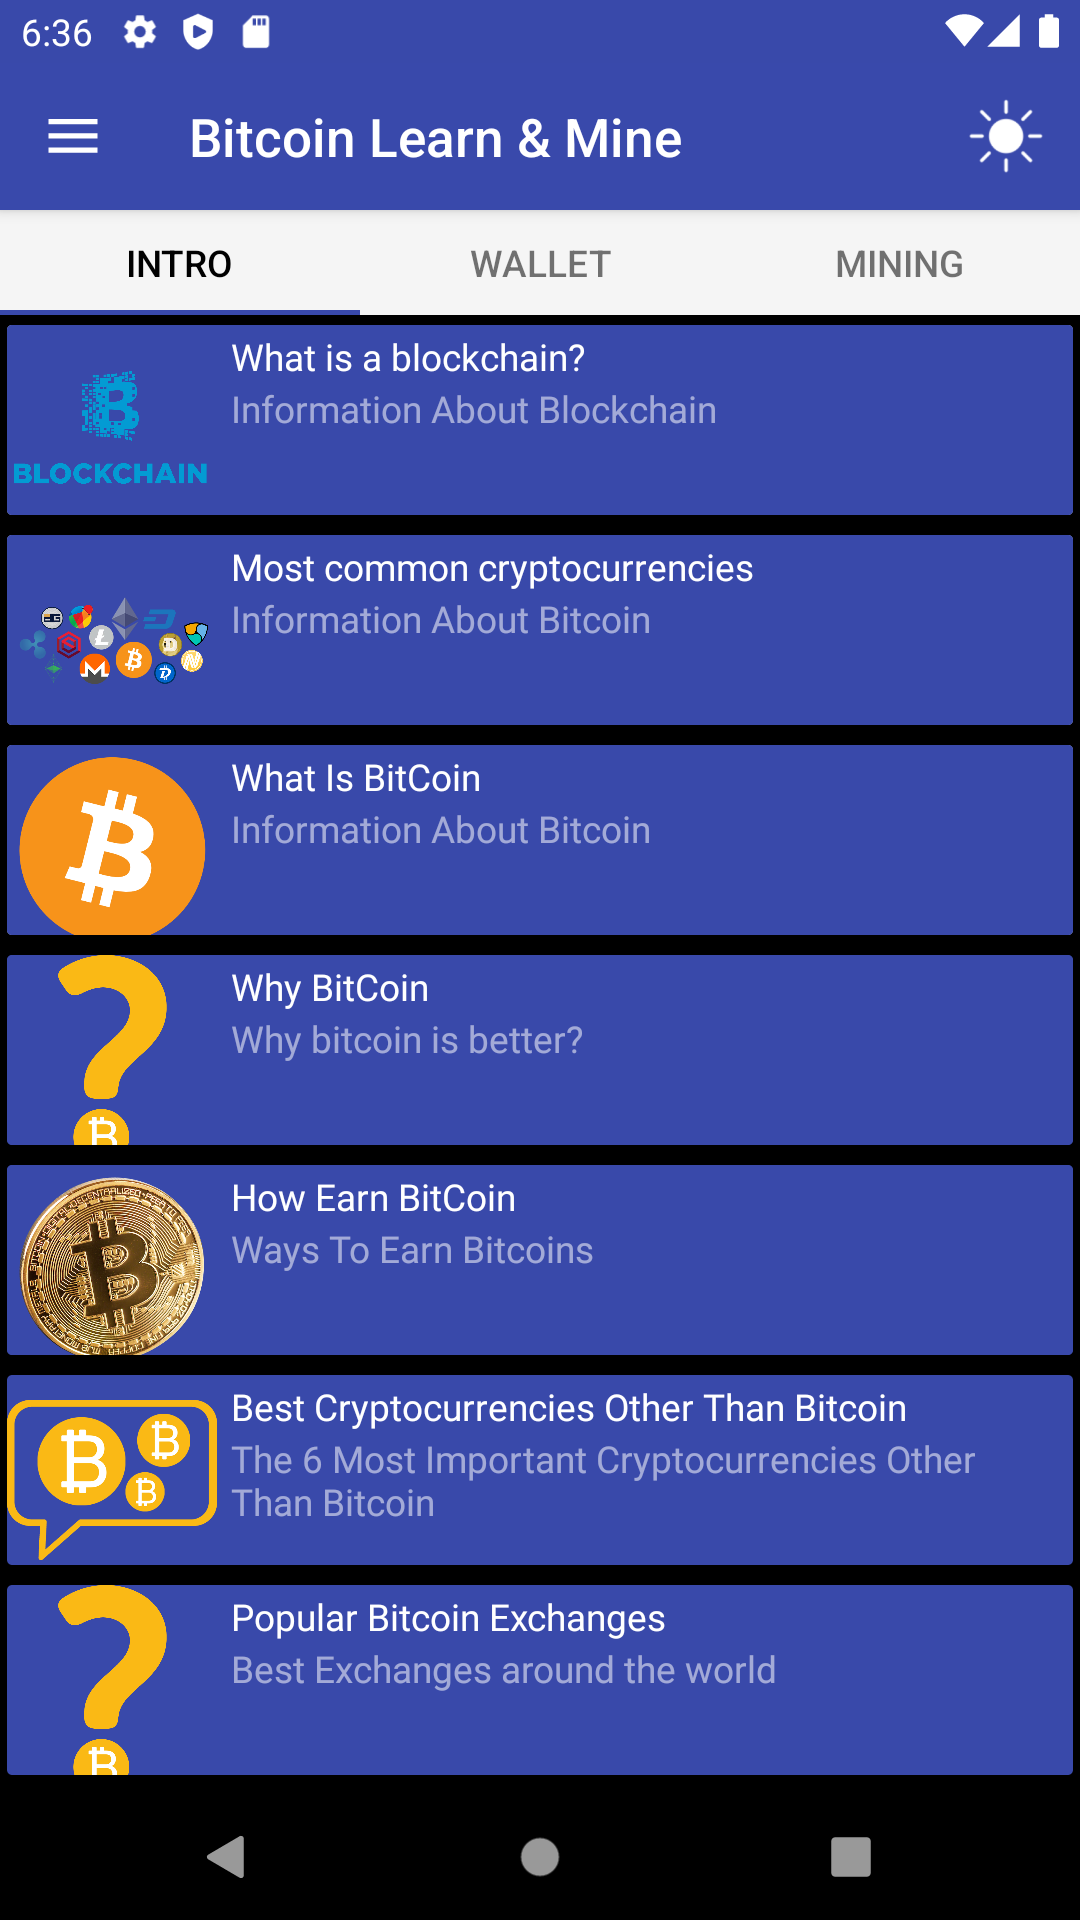 6:36
Bitcoin Learn & Mine
INTRO
WALLET
MINING
What is a blockchain?
Information About Blockchain
BLOCKCHAIN
Most common cryptocurrencies
Information About Bitcoin
What Is BitCoin
Information About Bitcoin
Why BitCoin
Why bitcoin is better?
How Earn BitCoin
Ways To Earn Bitcoins
Best Cryptocurrencies Other Than Bitcoin
The 6 Most Important Cryptocurrencies Other
Than Bitcoin
Popular Bitcoin Exchanges
Best Exchanges around the world